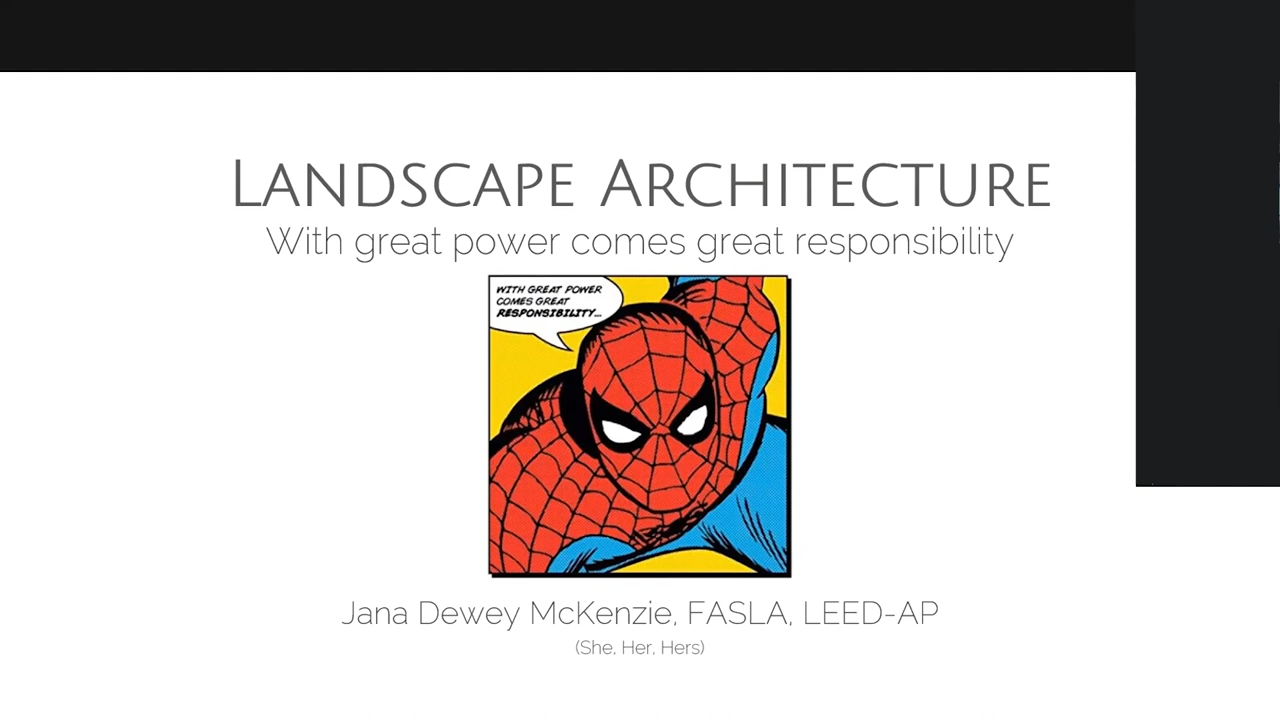 LANDSCAPE ARCHITECTURE
With great power comes great responsibility
WITH GREAT POWER
COMES GREAT
RESPONSIBILITY...
Jana Dewey McKenzie, FASLA, LEED-AP
(She, Her, Hers)